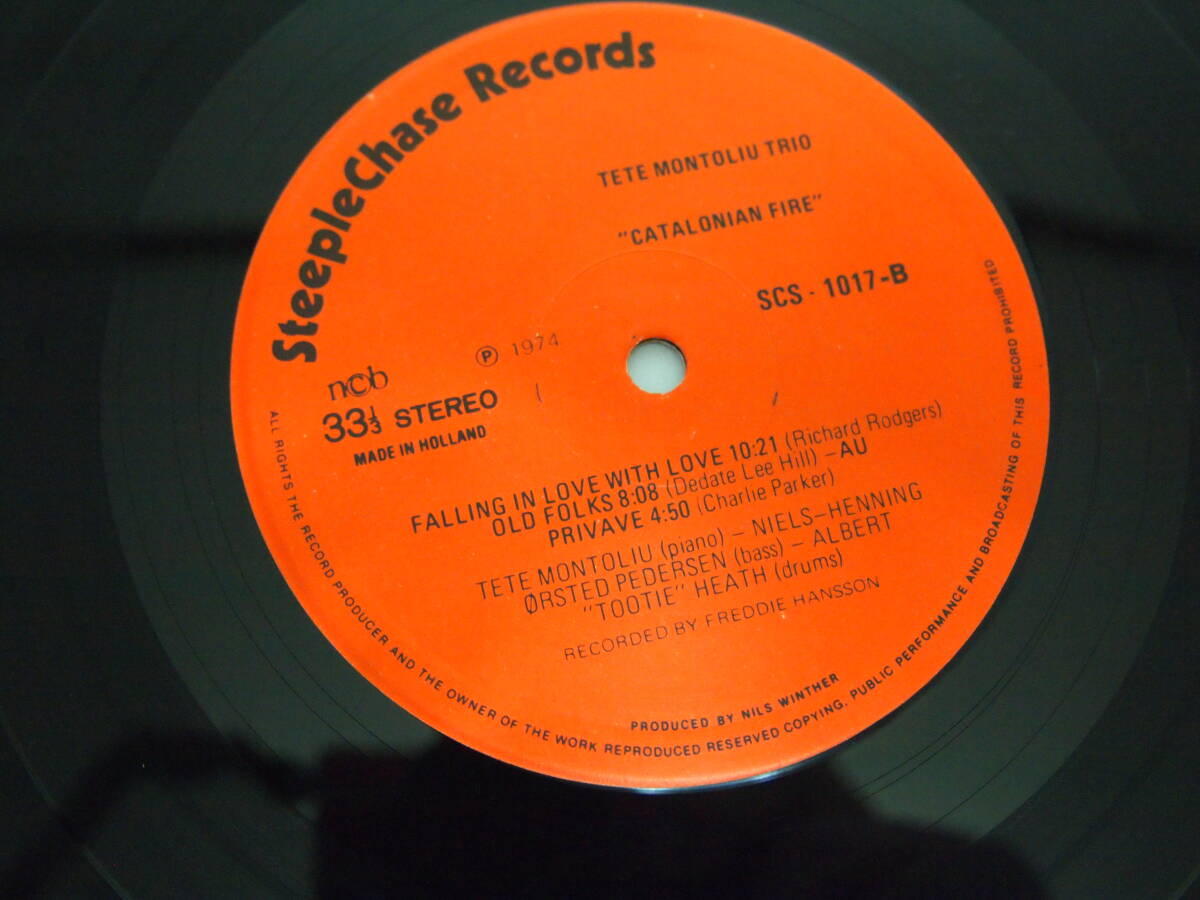 SteepleChase Records
TETE MONTOLIU TRIO
"CATALONIAN FIRE"
SCS - 1017-B
Ⓟ 1974
n©b
33⅓ STEREO
MADE IN HOLLAND
FALLING IN LOVE WITH LOVE 10:21 (Richard Rodgers)
OLD FOLKS 8:08 (Dedate Lee Hill) – AU
PRIVAVE 4:50 (Charlie Parker)
TETE MONTOLIU (piano) – NIELS–HENNING
ØRSTED PEDERSEN (bass) – ALBERT
"TOOTIE" HEATH (drums)
RECORDED BY FREDDIE HANSSON
PRODUCED BY NILS WINTHER
ALL RIGHTS THE RECORD PRODUCER AND THE OWNER OF THE WORK REPRODUCED RESERVED COPYING, PUBLIC PERFORMANCE AND BROADCASTING OF THIS RECORD PROHIBITED